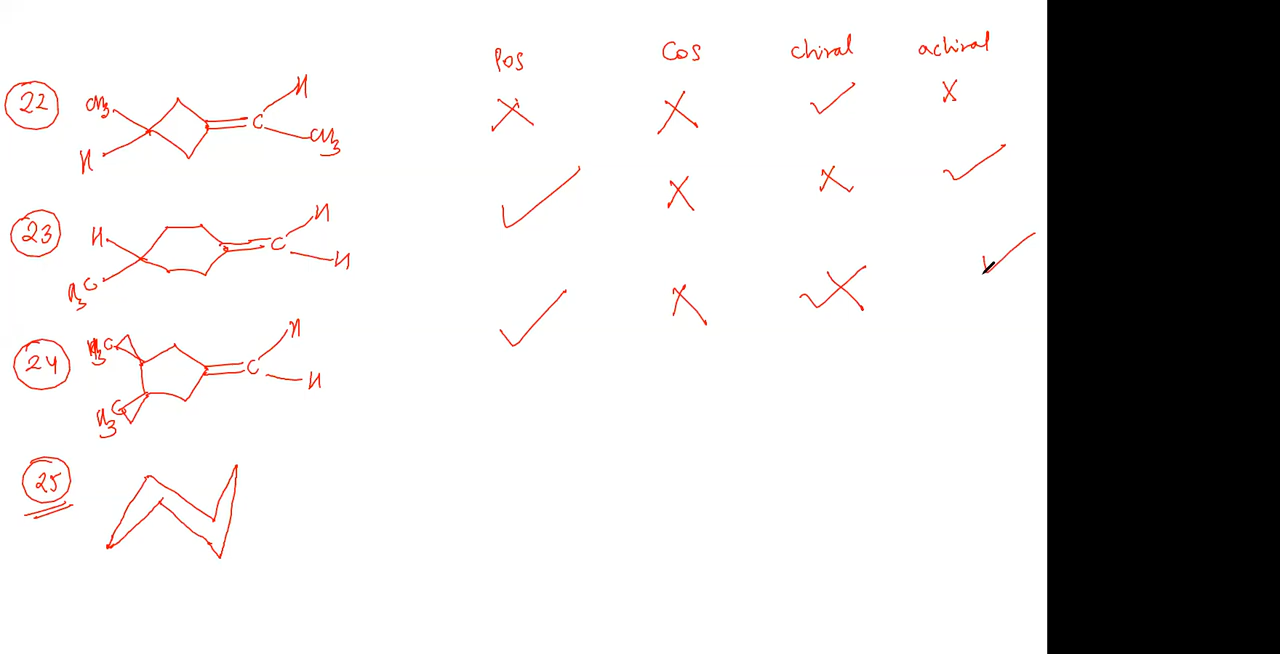 Pos Cos chiral achiral
22 CH3 H C H CH3
23 H H3C C H H
24 H3C H3C C H H
25